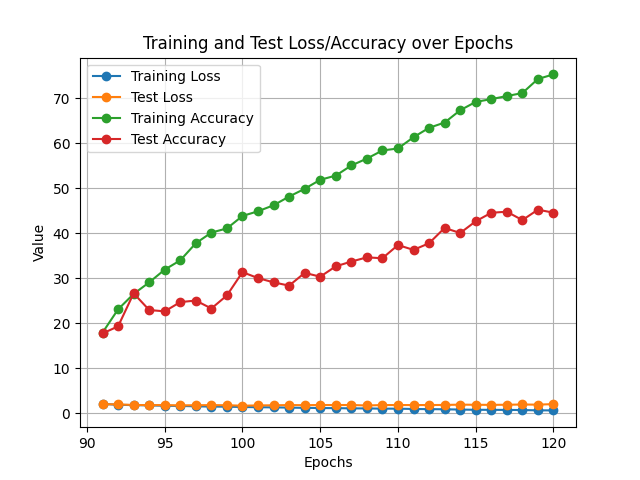 Training and Test Loss/Accuracy over Epochs
Training Loss
Test Loss
Training Accuracy
Test Accuracy
Value
70
60
50
40
30
20
10
0
90 95 100 105 110 115 120
Epochs